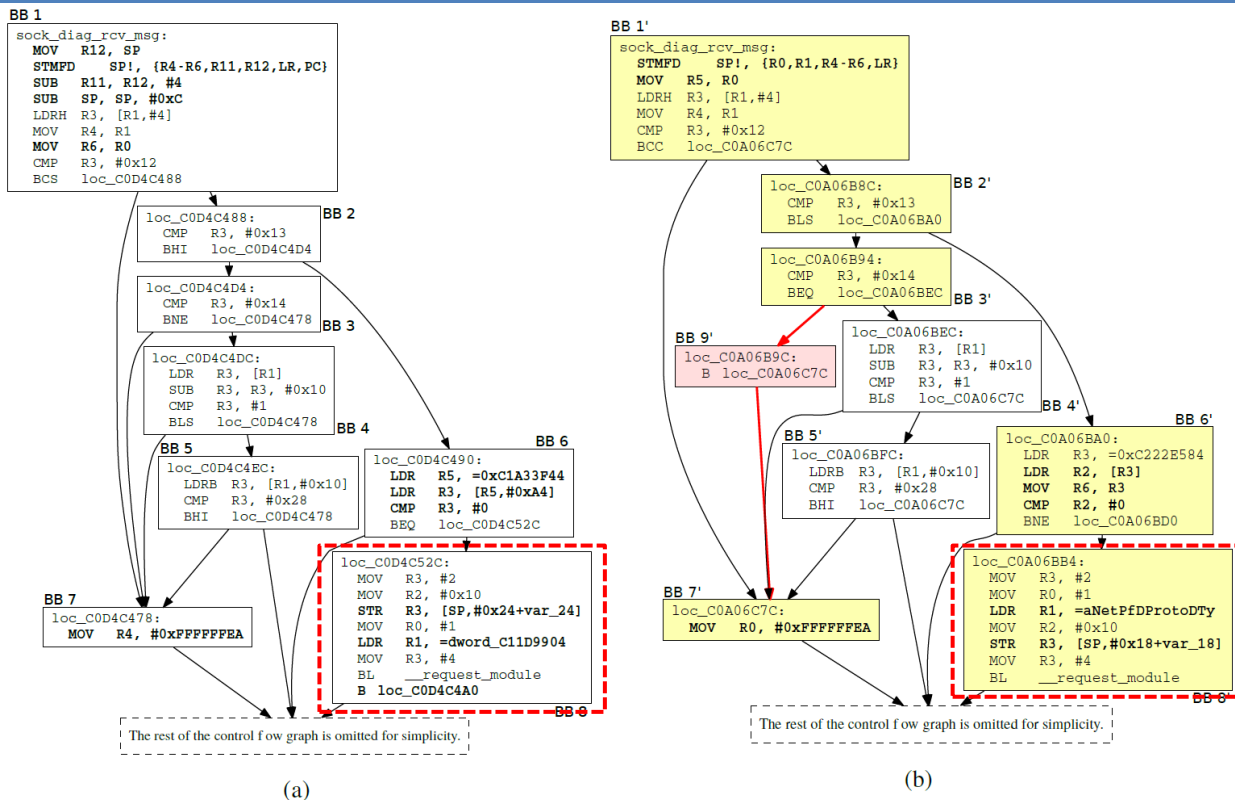 BB 1
sock_diag_rcv_msg:
MOV R12, SP
STMFD SP!, {R4-R6,R11,R12,LR,PC}
SUB R11, R12, #4
SUB SP, SP, #0xC
LDRH R3, [R1,#4]
MOV R4, R1
MOV R6, R0
CMP R3, #0x12
BCS loc_C0D4C488
BB 2
loc_C0D4C488:
CMP R3, #0x13
BHI loc_C0D4C4D4
loc_C0D4C4D4:
CMP R3, #0x14
BNE loc_C0D4C478
BB 3
loc_C0D4C4DC:
LDR R3, [R1]
SUB R3, R3, #0x10
CMP R3, #1
BLS loc_C0D4C478
BB 4
BB 5
loc_C0D4C4EC:
LDRB R3, [R1,#0x10]
CMP R3, #0x28
BHI loc_C0D4C478
BB 6
loc_C0D4C490:
LDR R5, =0xC1A33F44
LDR R3, [R5,#0xA4]
CMP R3, #0
BEQ loc_C0D4C52C
BB 7
loc_C0D4C478:
MOV R4, #0xFFFFFFEA
loc_C0D4C52C:
MOV R3, #2
MOV R2, #0x10
STR R3, [SP,#0x24+var_24]
MOV R0, #1
LDR R1, =dword_C11D9904
MOV R3, #4
BL __request_module
B loc_C0D4C4A0
BB 8
The rest of the control f ow graph is omitted for simplicity.
(a)
BB 1'
sock_diag_rcv_msg:
STMFD SP!, {R0,R1,R4-R6,LR}
MOV R5, R0
LDRH R3, [R1,#4]
MOV R4, R1
CMP R3, #0x12
BCC loc_C0A06C7C
BB 2'
loc_C0A06B8C:
CMP R3, #0x13
BLS loc_C0A06BA0
loc_C0A06B94:
CMP R3, #0x14
BEQ loc_C0A06BEC
BB 3'
BB 9'
loc_C0A06B9C:
B loc_C0A06C7C
loc_C0A06BEC:
LDR R3, [R1]
SUB R3, R3, #0x10
CMP R3, #1
BLS loc_C0A06C7C
BB 4'
BB 5'
loc_C0A06BFC:
LDRB R3, [R1,#0x10]
CMP R3, #0x28
BHI loc_C0A06C7C
BB 6'
loc_C0A06BA0:
LDR R3, =0xC222E584
LDR R2, [R3]
MOV R6, R3
CMP R2, #0
BNE loc_C0A06BD0
BB 7'
loc_C0A06C7C:
MOV R0, #0xFFFFFFEA
loc_C0A06BB4:
MOV R3, #2
MOV R0, #1
LDR R1, =aNetPfDProtoDTy
MOV R2, #0x10
STR R3, [SP,#0x18+var_18]
MOV R3, #4
BL __request_module
BB 8'
The rest of the control f ow graph is omitted for simplicity.
(b)